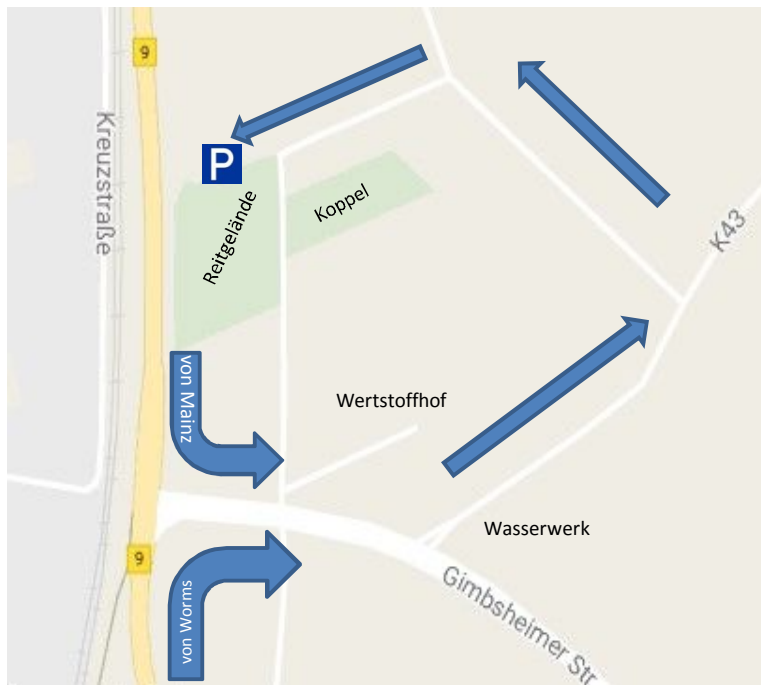 9
Kreuzstraße
P
Reitgelände
Koppel
K43
von Mainz
Wertstoffhof
Wasserwerk
9
von Worms
Gimbsheimer Str